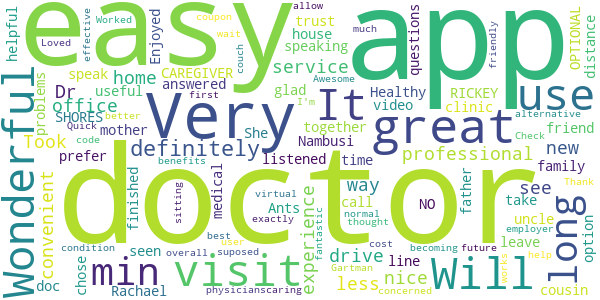 easy app
doctor
Very great
It use
Wonderful
Will
long
min visit
definitely
helpful
coupon Worked
effective
Loved
Enjoyed
wait
trust
house
speaking
service
questions
allow
much
friendly
OPTIONAL
distance
speak home
CAREGIVER
answered
couch
Awesome
first
I'm
glad
Healthy
video
RICKEY
clinic
alternative
Check
problems
Dr
useful
office
SHORES
Quick
better
code
mother
Took
prefer
She
together
Nambusi
listened time
friend
new
professional
family
convenient
finished
benefits
medical
virtual
Ants
exactly
experience
normal
thought
way
call
NO
father
see
take
Thank
uncle
employer
option
sitting
condition
seen
doc
chose
Rachael
overall
best
user
suposed
physicianscaring
fantastic
Gartman
drive
line
less
nice
cost
becoming
future
leave
works
help
concerned
cousin